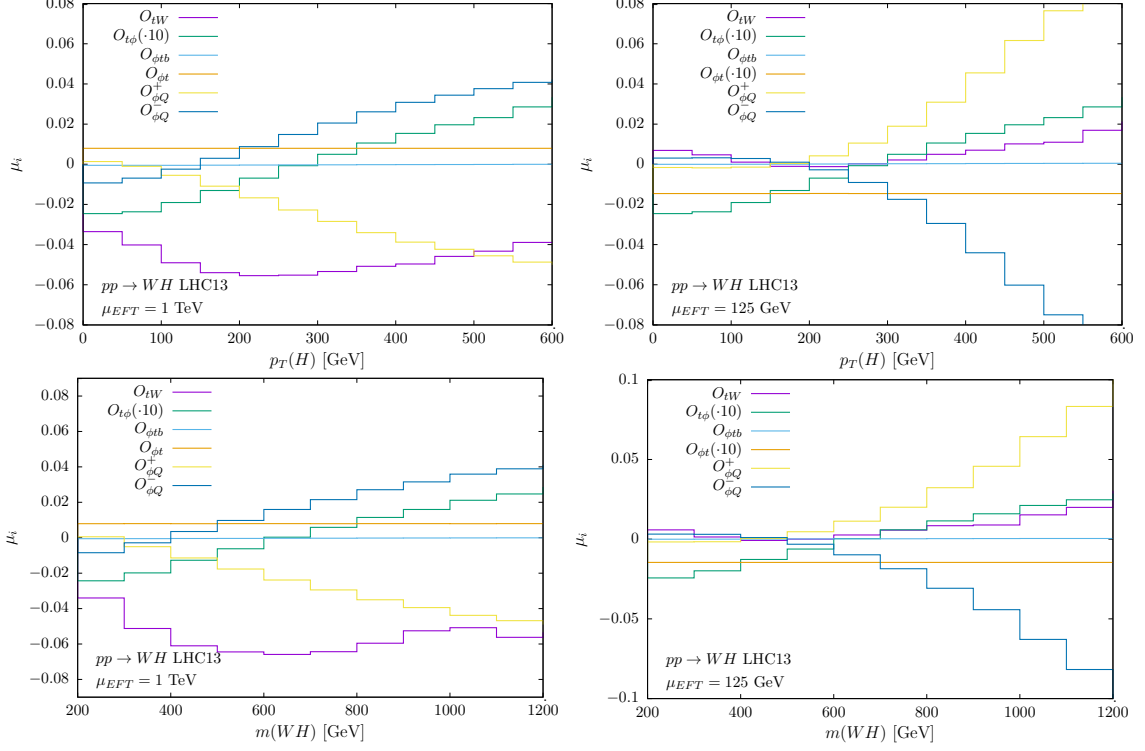 0.08
0.06
0.04
0.02
0
−0.02
−0.04
−0.06
−0.08
μ_i
O_{tW}
O_{tϕ}(·10)
O_{ϕtb}
O_{ϕt}
O^+_{ϕQ}
O^-_{ϕQ}
pp → WH LHC13
μ_{EFT} = 1 TeV
0 100 200 300 400 500 600
p_T(H) [GeV]
0.08
0.06
0.04
0.02
0
−0.02
−0.04
−0.06
−0.08
μ_i
O_{tW}
O_{tϕ}(·10)
O_{ϕtb}
O_{ϕt}(·10)
O^+_{ϕQ}
O^-_{ϕQ}
pp → WH LHC13
μ_{EFT} = 125 GeV
0 100 200 300 400 500 600
p_T(H) [GeV]
0.08
0.06
0.04
0.02
0
−0.02
−0.04
−0.06
−0.08
μ_i
O_{tW}
O_{tϕ}(·10)
O_{ϕtb}
O_{ϕt}
O^+_{ϕQ}
O^-_{ϕQ}
pp → WH LHC13
μ_{EFT} = 1 TeV
200 400 600 800 1000 1200
m(WH) [GeV]
0.1
0.05
0
−0.05
−0.1
μ_i
O_{tW}
O_{tϕ}(·10)
O_{ϕtb}
O_{ϕt}(·10)
O^+_{ϕQ}
O^-_{ϕQ}
pp → WH LHC13
μ_{EFT} = 125 GeV
200 400 600 800 1000 1200
m(WH) [GeV]